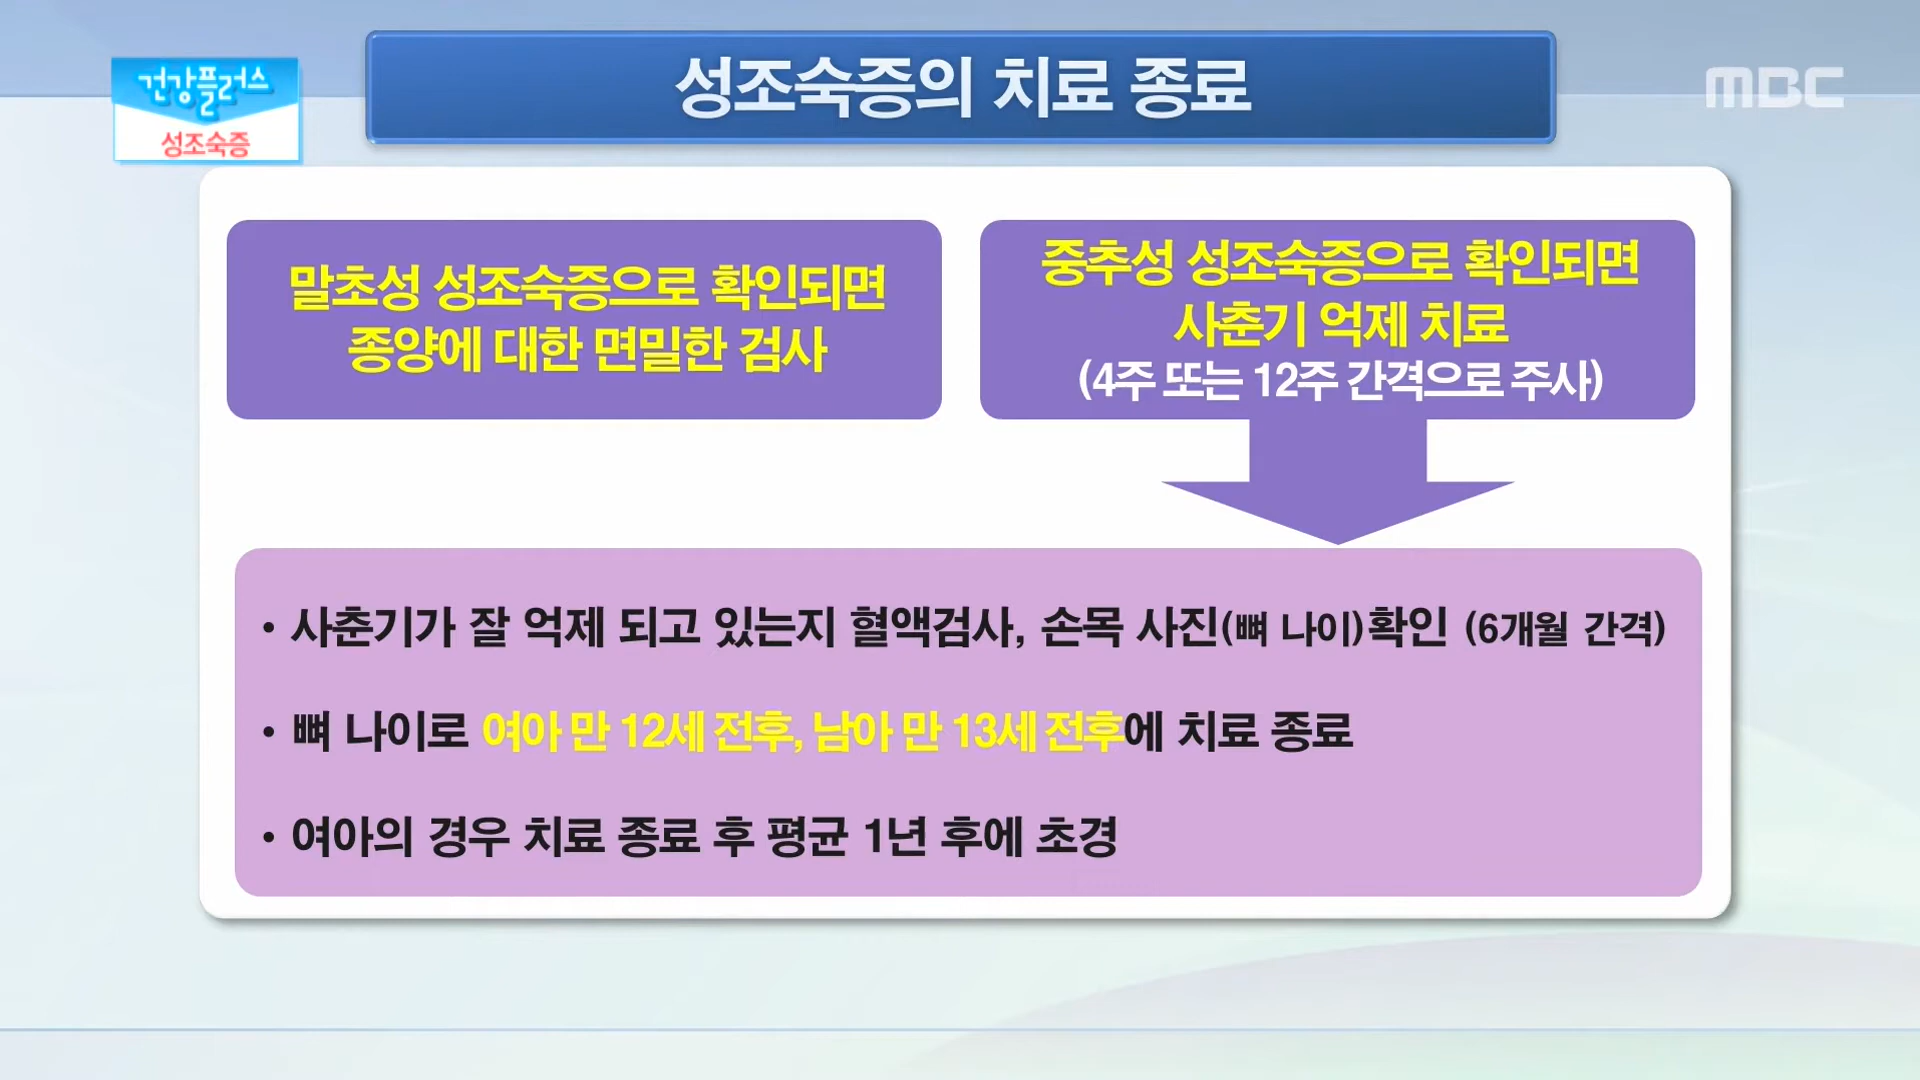 건강플러스
성조숙증
성조숙증의 치료 종료
MBC
말초성 성조숙증으로 확인되면
종양에 대한 면밀한 검사
중추성 성조숙증으로 확인되면
사춘기 억제 치료
(4주 또는 12주 간격으로 주사)
• 사춘기가 잘 억제 되고 있는지 혈액검사, 손목 사진(뼈 나이)확인 (6개월 간격)
• 뼈 나이로 여아 만 12세 전후, 남아 만 13세 전후에 치료 종료
• 여아의 경우 치료 종료 후 평균 1년 후에 초경